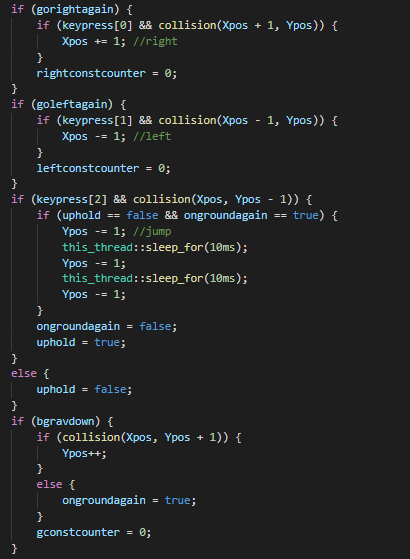 if (gorightagain) {
if (keypress[0] && collision(Xpos + 1, Ypos)) {
Xpos += 1; //right
}
rightconstcounter = 0;
}
if (goleftagain) {
if (keypress[1] && collision(Xpos - 1, Ypos)) {
Xpos -= 1; //left
}
leftconstcounter = 0;
}
if (keypress[2] && collision(Xpos, Ypos - 1)) {
if (uphold == false && ongroundagain == true) {
Ypos -= 1; //jump
this_thread::sleep_for(10ms);
Ypos -= 1;
this_thread::sleep_for(10ms);
Ypos -= 1;
}
ongroundagain = false;
uphold = true;
}
else {
uphold = false;
}
if (bgravdown) {
if (collision(Xpos, Ypos + 1)) {
Ypos++;
}
else {
ongroundagain = true;
}
gconstcounter = 0;
}